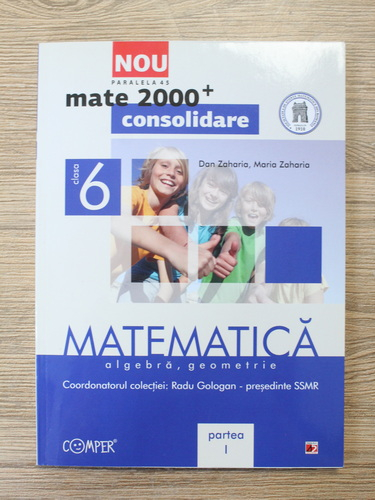 NOU
PARALELA 45
mate 2000+
consolidare
Dan Zaharia, Maria Zaharia
clasa
6
MATEMATICĂ
algebră, geometrie
Coordonatorul colecției: Radu Gologan - președinte SSMR
COMPER®
partea
I